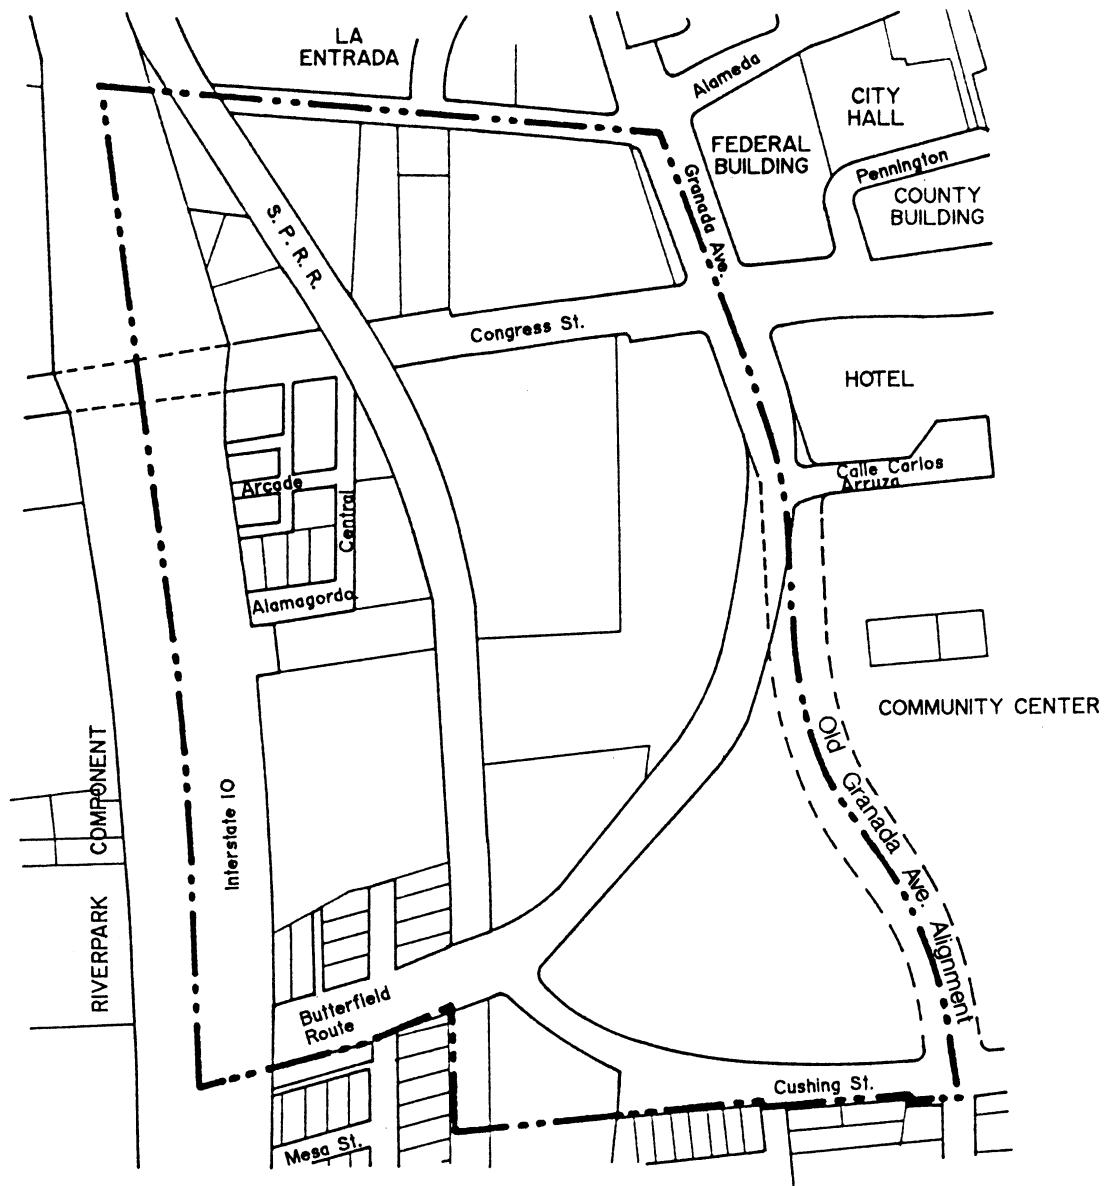 LA
ENTRADA
Alameda
CITY
HALL
FEDERAL
BUILDING
Pennington
COUNTY
BUILDING
Granada Ave.
S. P. R. R.
Congress St.
HOTEL
Calle Carlos
Arruza
Arcade
Central
Alamagordo
COMMUNITY CENTER
Old Granada Ave. Alignment
RIVERPARK COMPONENT
Interstate 10
Butterfield
Route
Cushing St.
Mesa St.